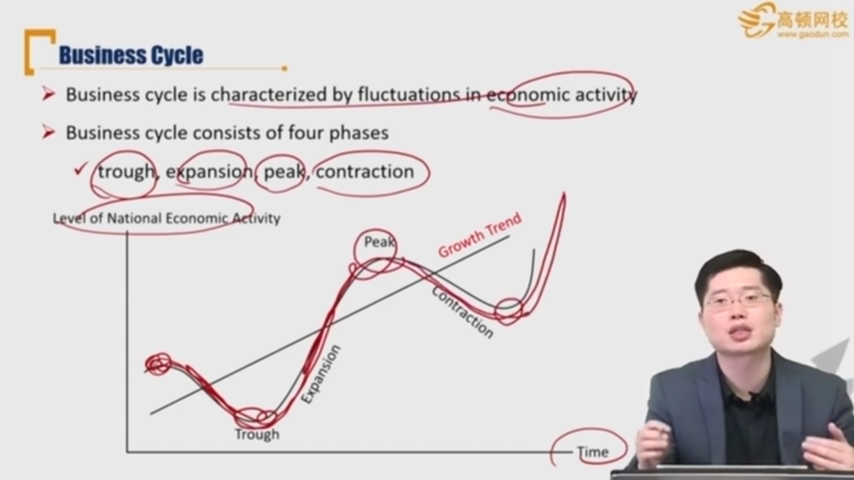 高顿网校
www.gaodun.com
Business Cycle
Business cycle is characterized by fluctuations in economic activity
Business cycle consists of four phases
trough, expansion, peak, contraction
Level of National Economic Activity
Peak
Growth Trend
Contraction
Expansion
Trough
Time